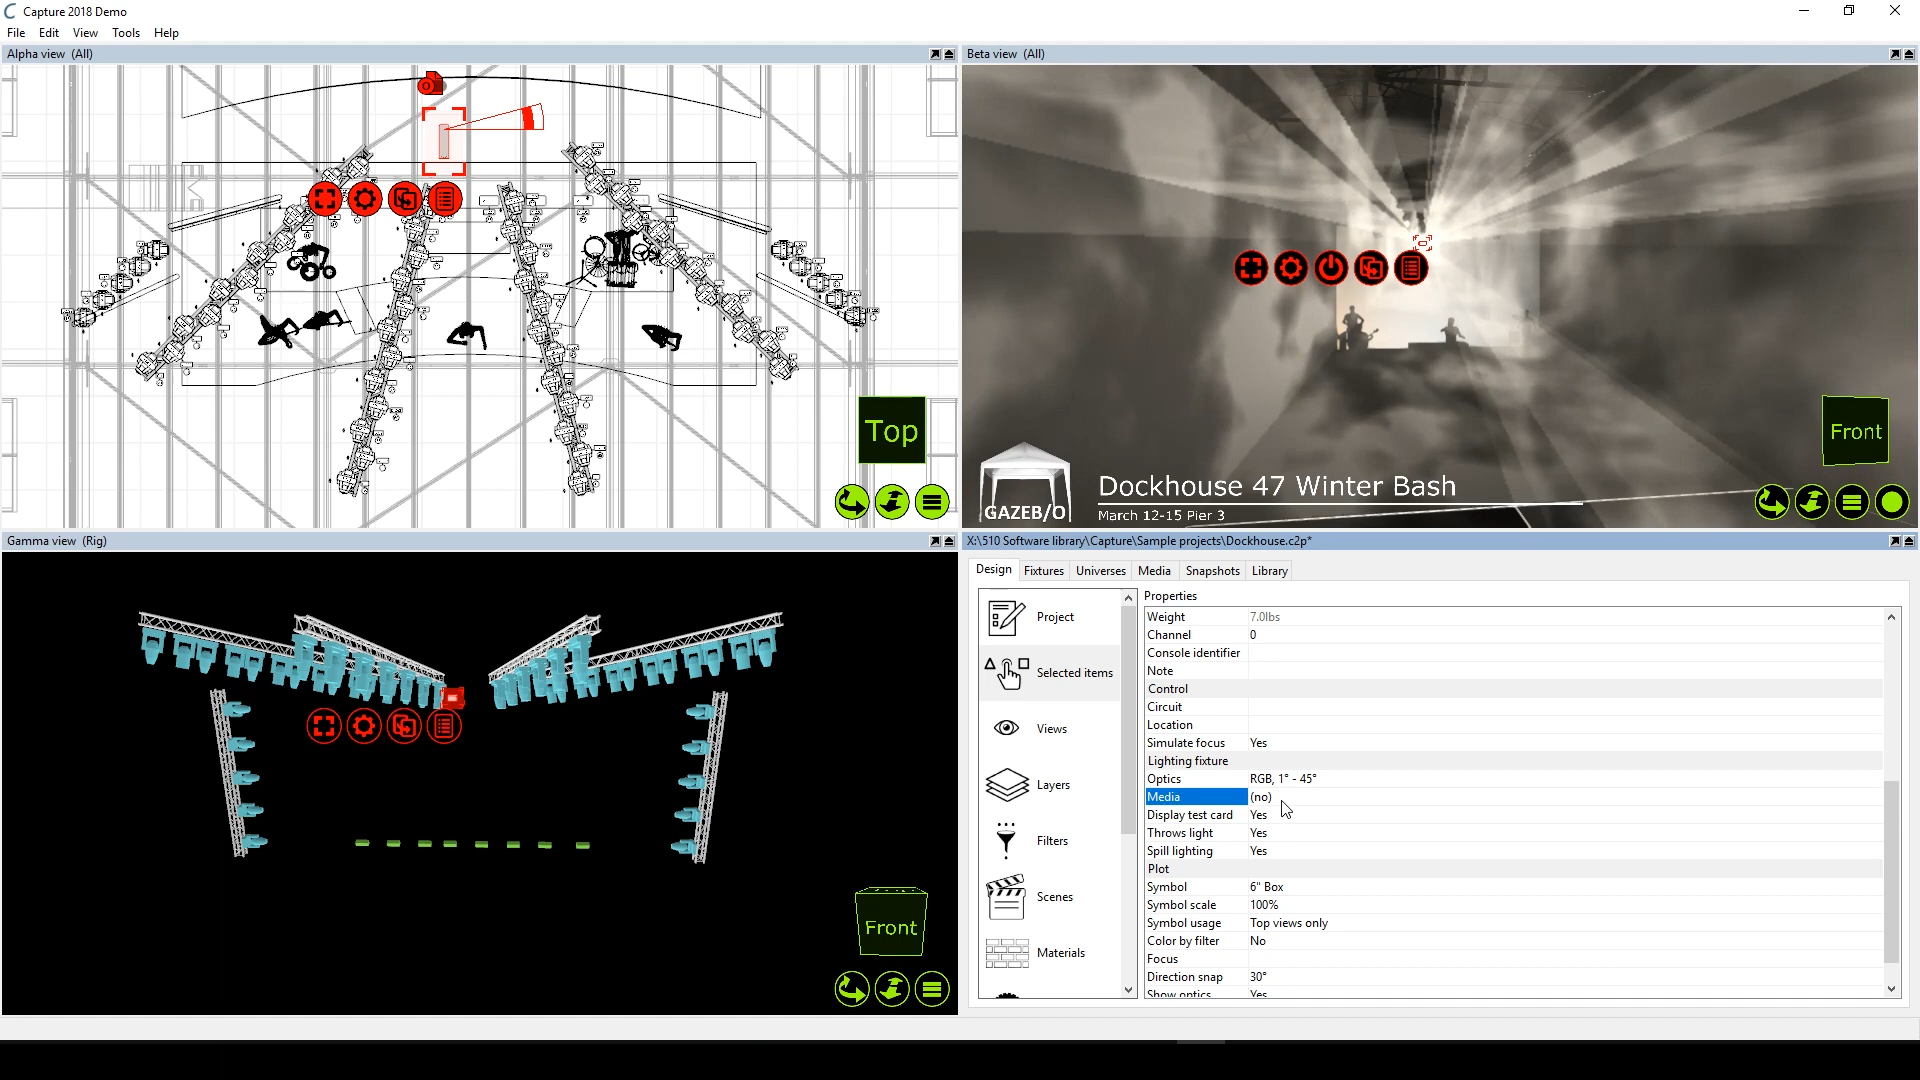 Capture 2018 Demo
File Edit View Tools Help
Alpha view (All)
Top
Beta view (All)
GAZEB/O
Dockhouse 47 Winter Bash
March 12-15 Pier 3
Front
Gamma view (Rig)
Front
X:\510 Software library\Capture\Sample projects\Dockhouse.c2p*
Design Fixtures Universes Media Snapshots Library
Project
Selected items
Views
Layers
Filters
Scenes
Materials
Properties
Weight 7.0lbs
Channel 0
Console identifier
Note
Control
Circuit
Location
Simulate focus Yes
Lighting fixture
Optics RGB, 1° - 45°
Media (no)
Display test card Yes
Throws light Yes
Spill lighting Yes
Plot
Symbol 6" Box
Symbol scale 100%
Symbol usage Top views only
Color by filter No
Focus
Direction snap 30°
Show optics Yes